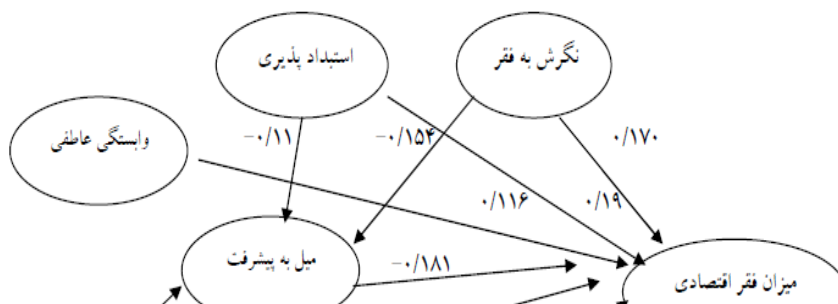 استبداد پذیری
نگرش به فقر
وابستگی عاطفی
-۰/۱۱
-۰/۱۵۴
۰/۱۷۰
۰/۱۱۶
۰/۱۹
میل به پیشرفت
-۰/۱۸۱
میزان فقر اقتصادی